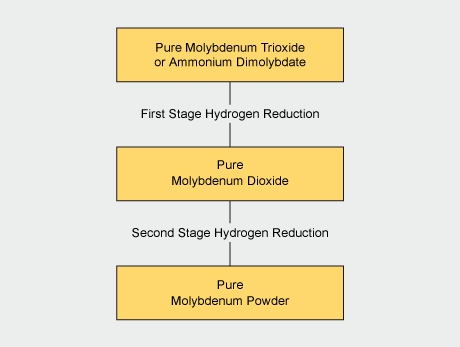 Pure Molybdenum Trioxide
or Ammonium Dimolybdate
First Stage Hydrogen Reduction
Pure
Molybdenum Dioxide
Second Stage Hydrogen Reduction
Pure
Molybdenum Powder